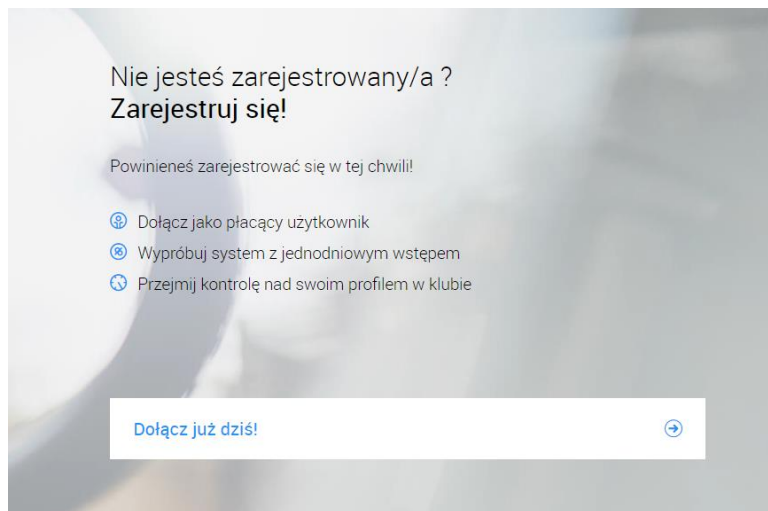 Nie jesteś zarejestrowany/a ?
Zarejestruj się!
Powinieneś zarejestrować się w tej chwili!
Dołącz jako płacący użytkownik
Wypróbuj system z jednodniowym wstępem
Przejmij kontrolę nad swoim profilem w klubie
Dołącz już dziś!